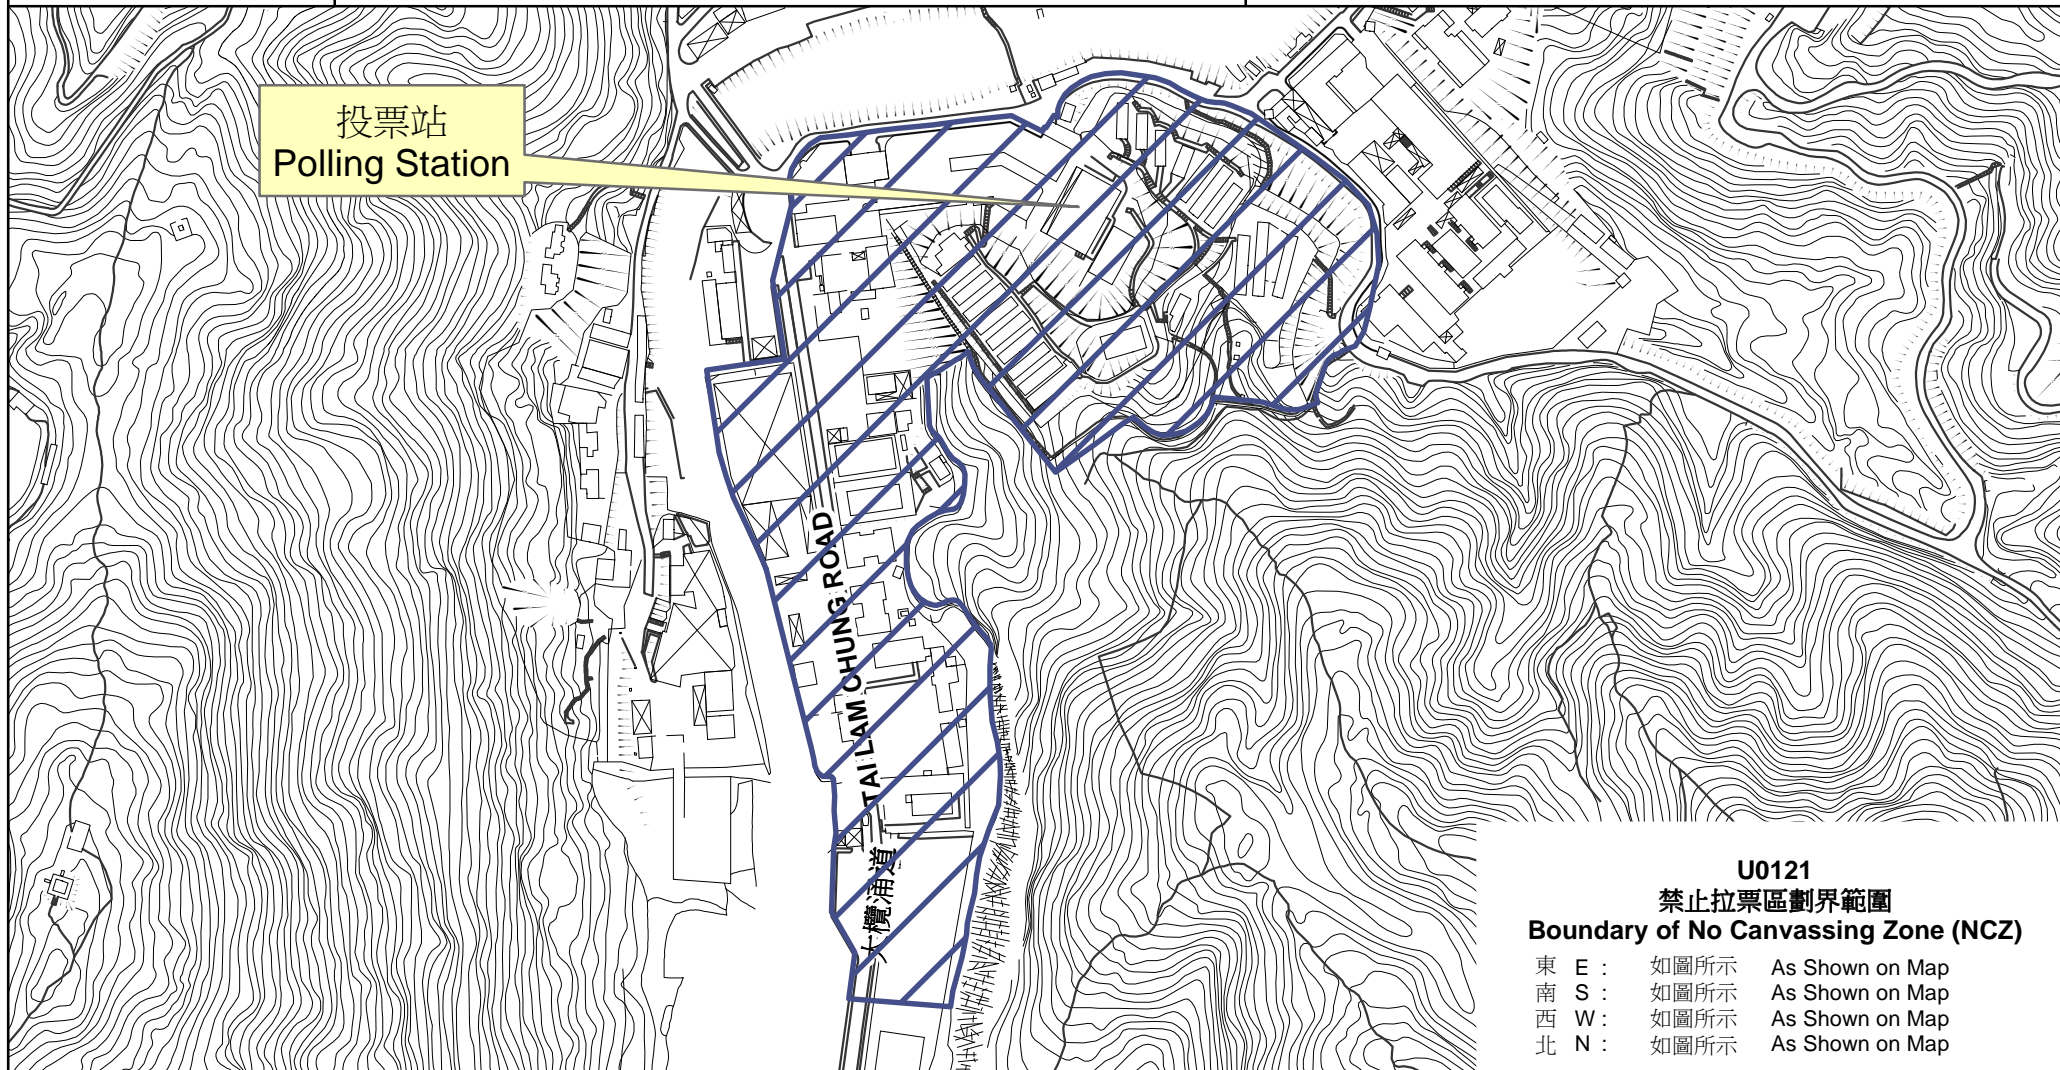 投票站
Polling Station
TAI LAM CHUNG ROAD
大欖涌道
U0121
禁止拉票區劃界範圍
Boundary of No Canvassing Zone (NCZ)
東 E : 如圖所示 As Shown on Map
南 S : 如圖所示 As Shown on Map
西 W : 如圖所示 As Shown on Map
北 N : 如圖所示 As Shown on Map